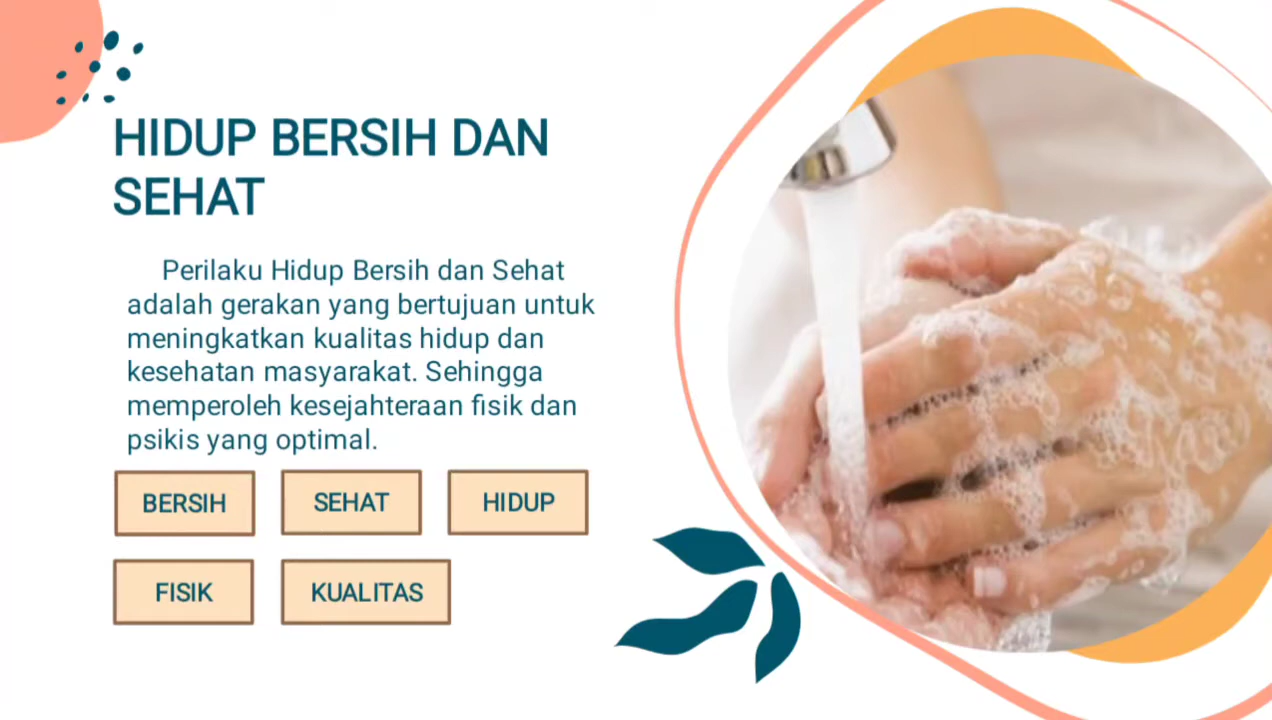 HIDUP BERSIH DAN
SEHAT
Perilaku Hidup Bersih dan Sehat
adalah gerakan yang bertujuan untuk
meningkatkan kualitas hidup dan
kesehatan masyarakat. Sehingga
memperoleh kesejahteraan fisik dan
psikis yang optimal.
BERSIH SEHAT HIDUP
FISIK KUALITAS